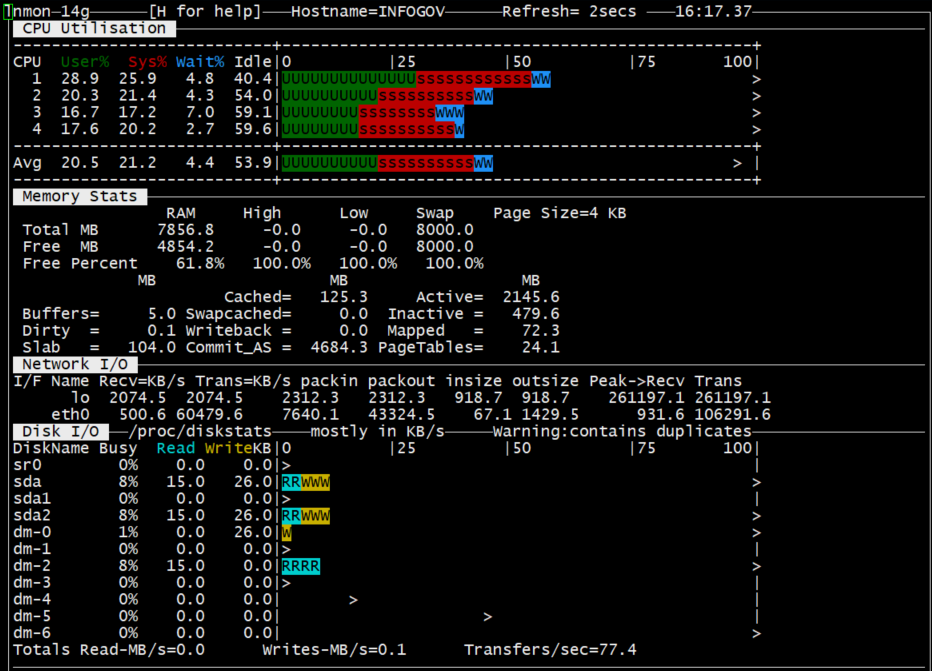 nmon─14g──────[H for help]───Hostname=INFOGOV──────Refresh= 2secs ───16:17.37─
CPU Utilisation
---------------------------+-------------------------------------------------+
CPU  User%  Sys% Wait% Idle|0          |25         |50          |75       100|
1  28.9  25.9   4.8  40.4|UUUUUUUUUUUUUUssssssssssssWW                     >
2  20.3  21.4   4.3  54.0|UUUUUUUUUUssssssssssWW                           >
3  16.7  17.2   7.0  59.1|UUUUUUUUssssssssWWW                              >
4  17.6  20.2   2.7  59.6|UUUUUUUUssssssssssW                              >
---------------------------+-------------------------------------------------+
Avg  20.5  21.2   4.4  53.9|UUUUUUUUUUssssssssssWW                         > |
---------------------------+-------------------------------------------------+
Memory Stats
RAM     High      Low     Swap    Page Size=4 KB
Total MB      7856.8     -0.0     -0.0   8000.0
Free  MB      4854.2     -0.0     -0.0   8000.0
Free Percent    61.8%   100.0%   100.0%   100.0%
MB                  MB                  MB
Cached=   125.3     Active=  2145.6
Buffers=     5.0 Swapcached=     0.0  Inactive =   479.6
Dirty  =     0.1 Writeback =     0.0  Mapped   =    72.3
Slab   =   104.0 Commit_AS =  4684.3 PageTables=    24.1
Network I/O
I/F Name Recv=KB/s Trans=KB/s packin packout insize outsize Peak->Recv Trans
lo  2074.5  2074.5    2312.3   2312.3   918.7  918.7    261197.1 261197.1
eth0   500.6 60479.6    7640.1  43324.5    67.1 1429.5      931.6 106291.6
Disk I/O ──/proc/diskstats────mostly in KB/s─────Warning:contains duplicates─
DiskName Busy  Read WriteKB|0          |25         |50          |75       100|
sr0        0%    0.0    0.0|>                                                |
sda        8%   15.0   26.0|RRWWW                                            >
sda1       0%    0.0    0.0|>                                                |
sda2       8%   15.0   26.0|RRWWW                                            >
dm-0       1%    0.0   26.0|W                                                >
dm-1       0%    0.0    0.0|>                                                |
dm-2       8%   15.0    0.0|RRRR                                             >
dm-3       0%    0.0    0.0|>                                                |
dm-4       0%    0.0    0.0|       >                                         |
dm-5       0%    0.0    0.0|                     >                           |
dm-6       0%    0.0    0.0|                                                 >
Totals Read-MB/s=0.0      Writes-MB/s=0.1      Transfers/sec=77.4